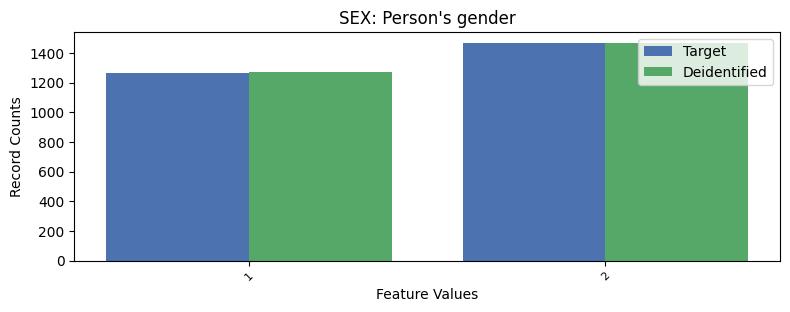 SEX: Person's gender
Target
Deidentified
Record Counts
1400
1200
1000
800
600
400
200
0
1
2
Feature Values